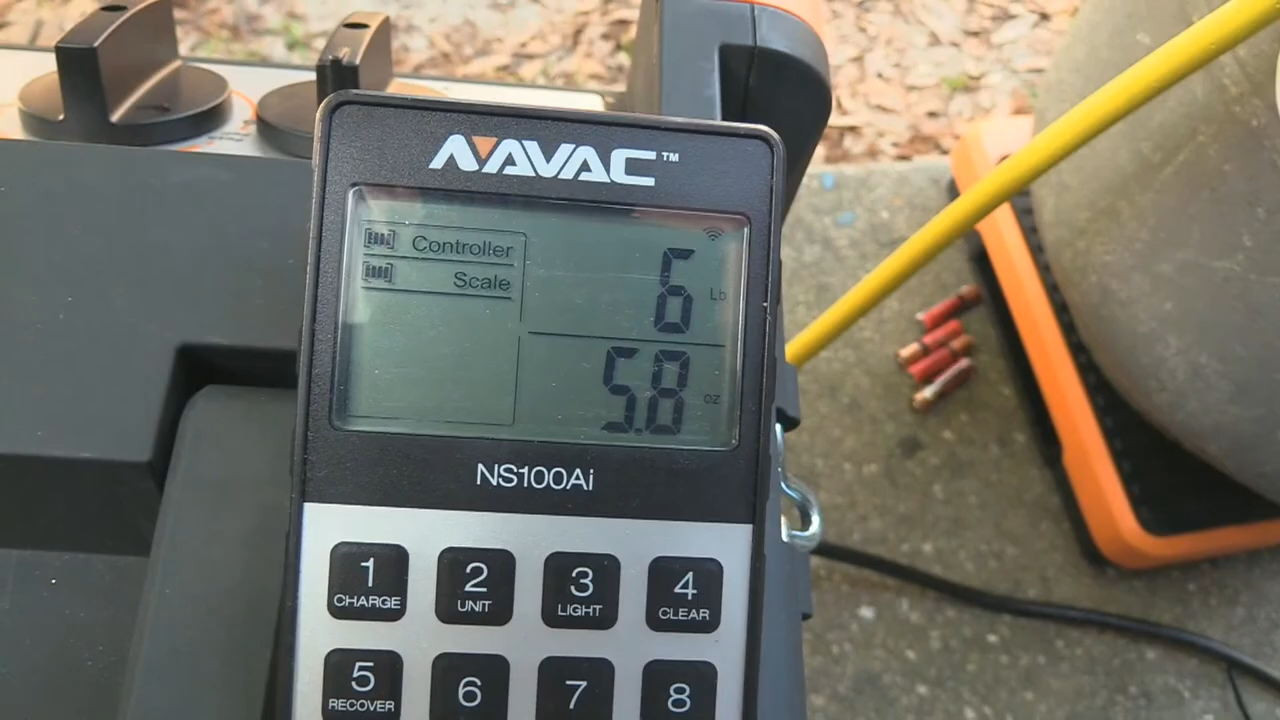 NAVAC™
Controller
6 Lb
Scale
5.8 oz
NS100Ai
1 2 3 4
CHARGE UNIT LIGHT CLEAR
5 6 7 8
RECOVER